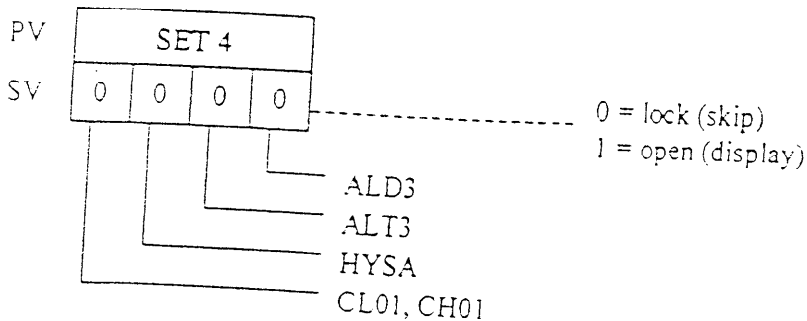 PV SET 4
SV 0 0 0 0
0 = lock (skip)
1 = open (display)
ALD3
ALT3
HYSA
CL01, CH01